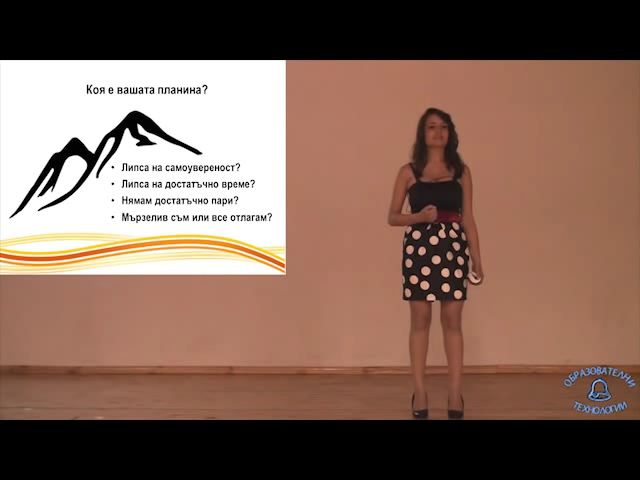 Коя е вашата планина?
• Липса на самоувереност?
• Липса на достатъчно време?
• Нямам достатъчно пари?
• Мързелив съм или все отлагам?
ОБРАЗОВАТЕЛНИ
ТЕХНОЛОГИИ